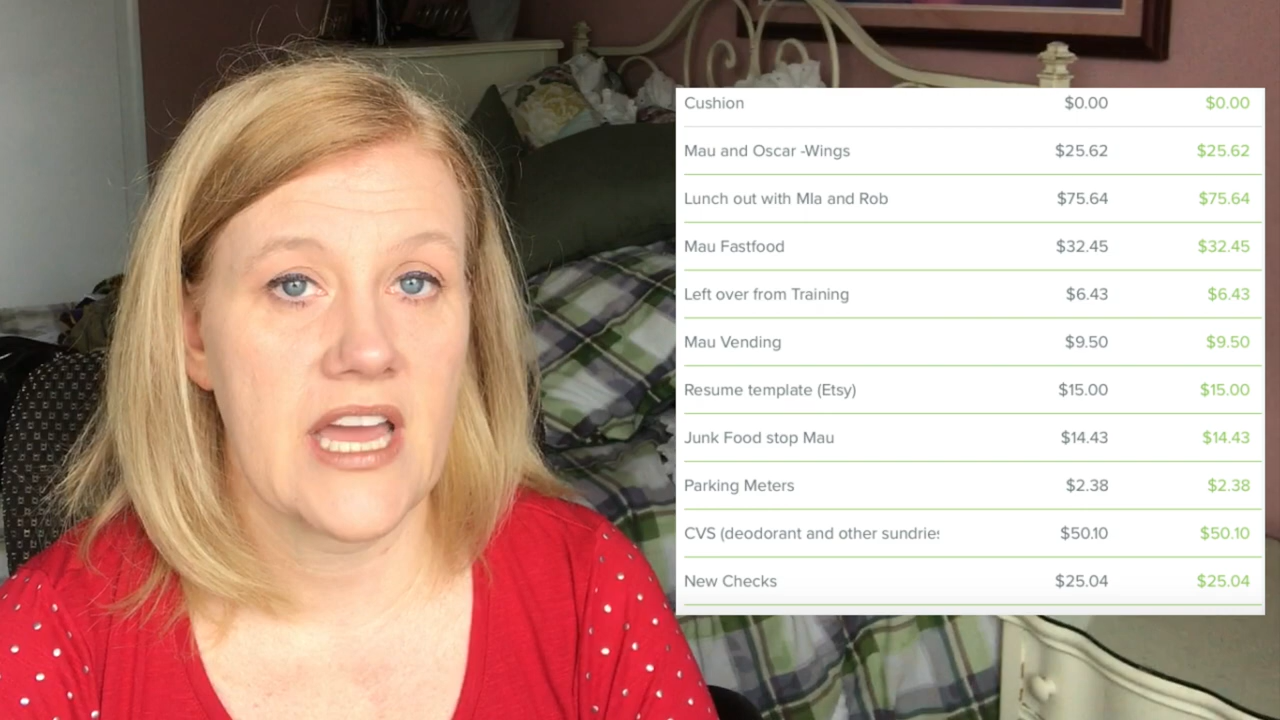 Cushion $0.00 $0.00
Mau and Oscar -Wings $25.62 $25.62
Lunch out with Mla and Rob $75.64 $75.64
Mau Fastfood $32.45 $32.45
Left over from Training $6.43 $6.43
Mau Vending $9.50 $9.50
Resume template (Etsy) $15.00 $15.00
Junk Food stop Mau $14.43 $14.43
Parking Meters $2.38 $2.38
CVS (deodorant and other sundries $50.10 $50.10
New Checks $25.04 $25.04